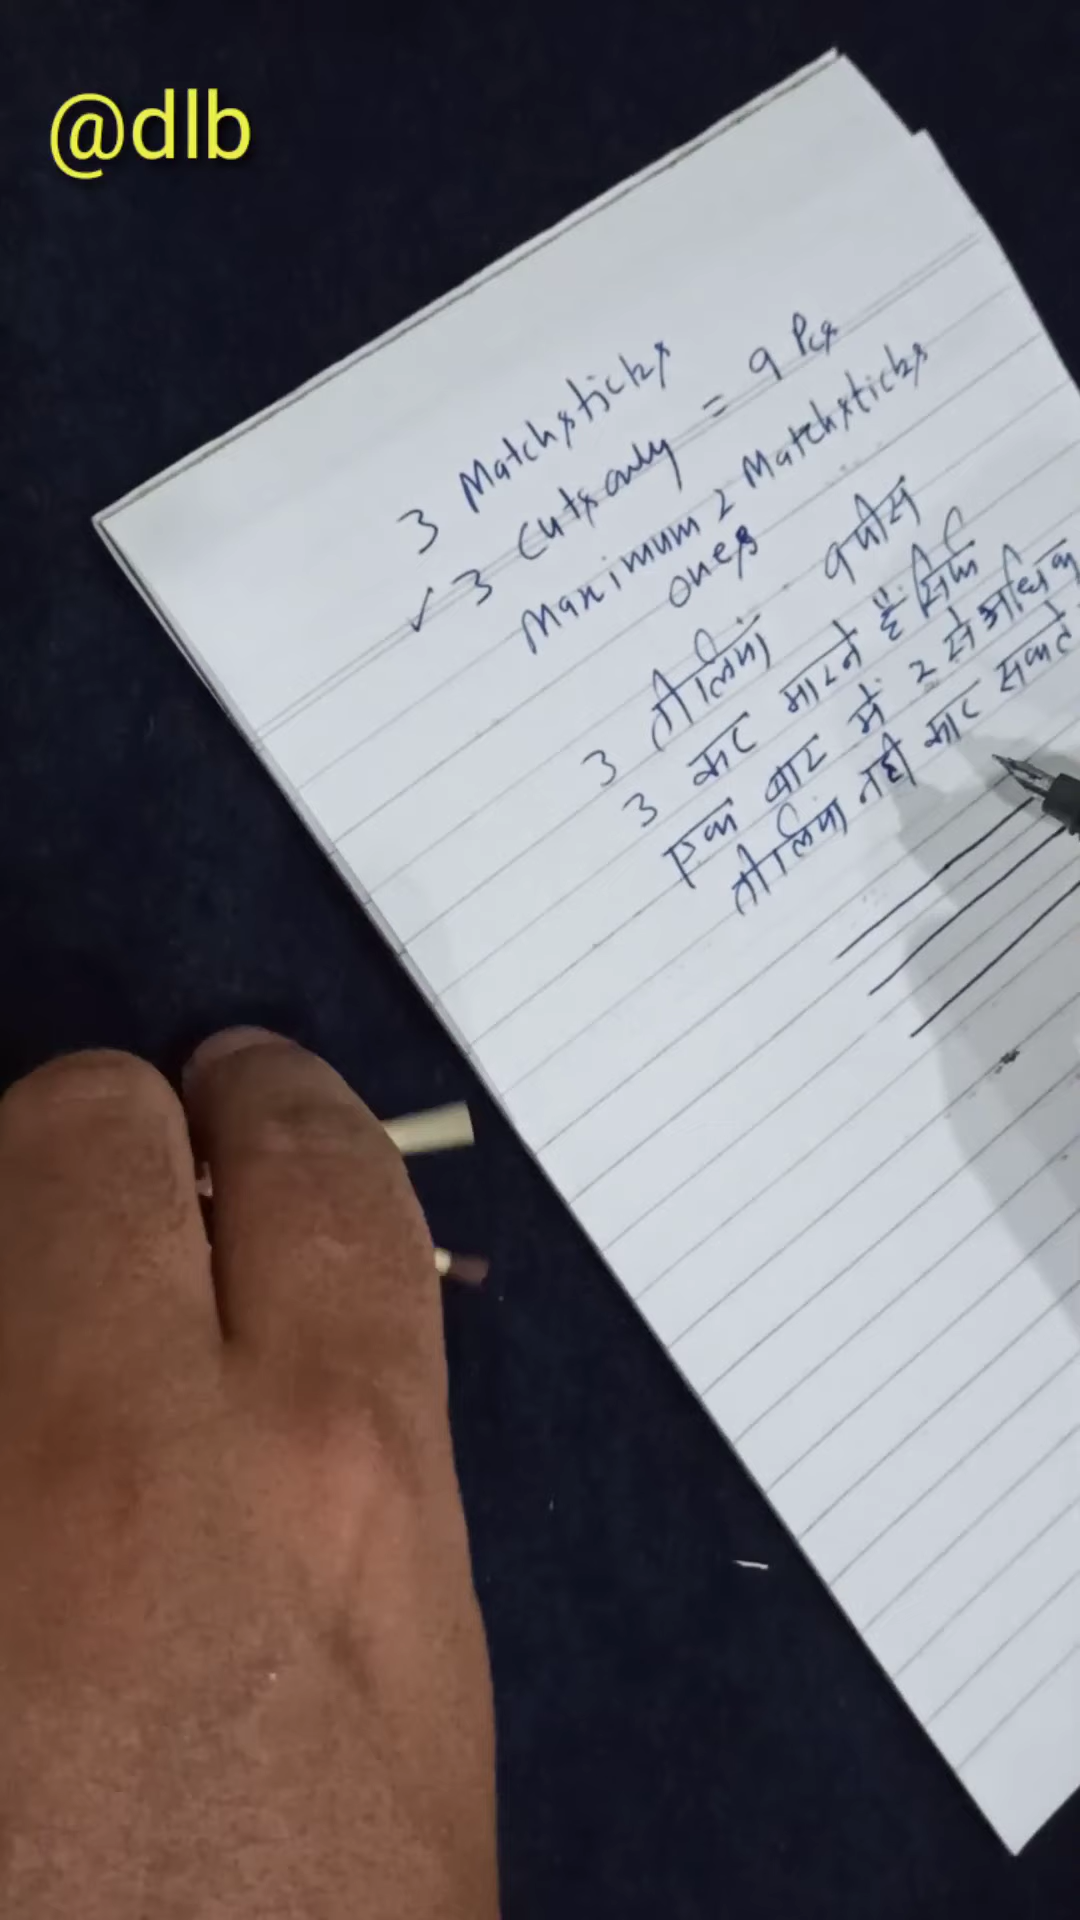 @dlb
3 Matchsticks
✓ 3 Cuts only = 9 Pcs
Maximum 2 Matchsticks
ones
3 तीलियां 9 पीस
3 कट मारने हैं सिर्फ
एक बार में 2 से अधिक
तीलियां नहीं काट सकते